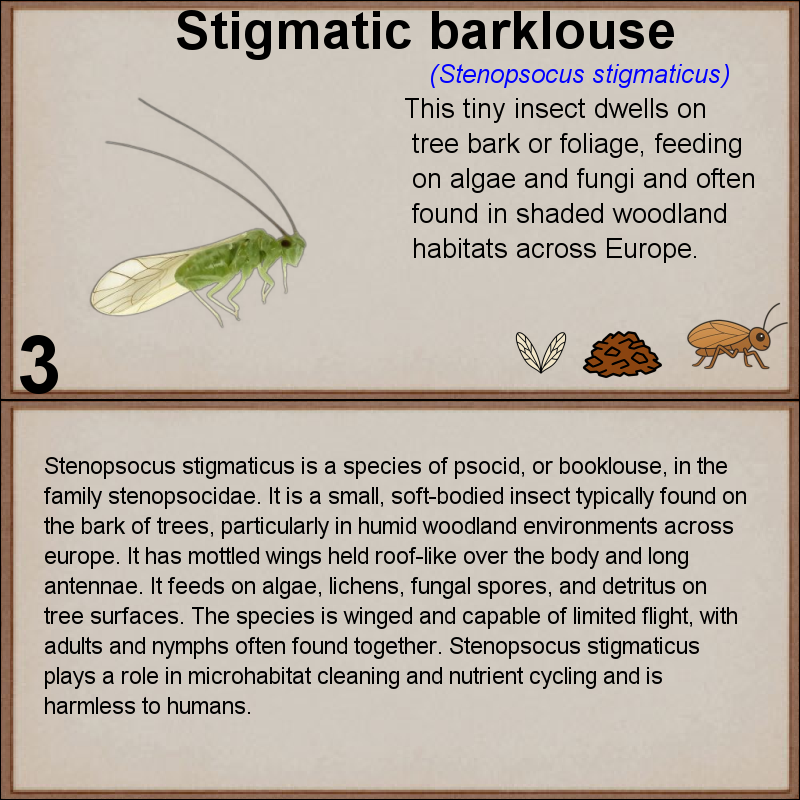 Stigmatic barklouse
(Stenopsocus stigmaticus)
This tiny insect dwells on
tree bark or foliage, feeding
on algae and fungi and often
found in shaded woodland
habitats across Europe.
3
Stenopsocus stigmaticus is a species of psocid, or booklouse, in the
family stenopsocidae. It is a small, soft-bodied insect typically found on
the bark of trees, particularly in humid woodland environments across
europe. It has mottled wings held roof-like over the body and long
antennae. It feeds on algae, lichens, fungal spores, and detritus on
tree surfaces. The species is winged and capable of limited flight, with
adults and nymphs often found together. Stenopsocus stigmaticus
plays a role in microhabitat cleaning and nutrient cycling and is
harmless to humans.